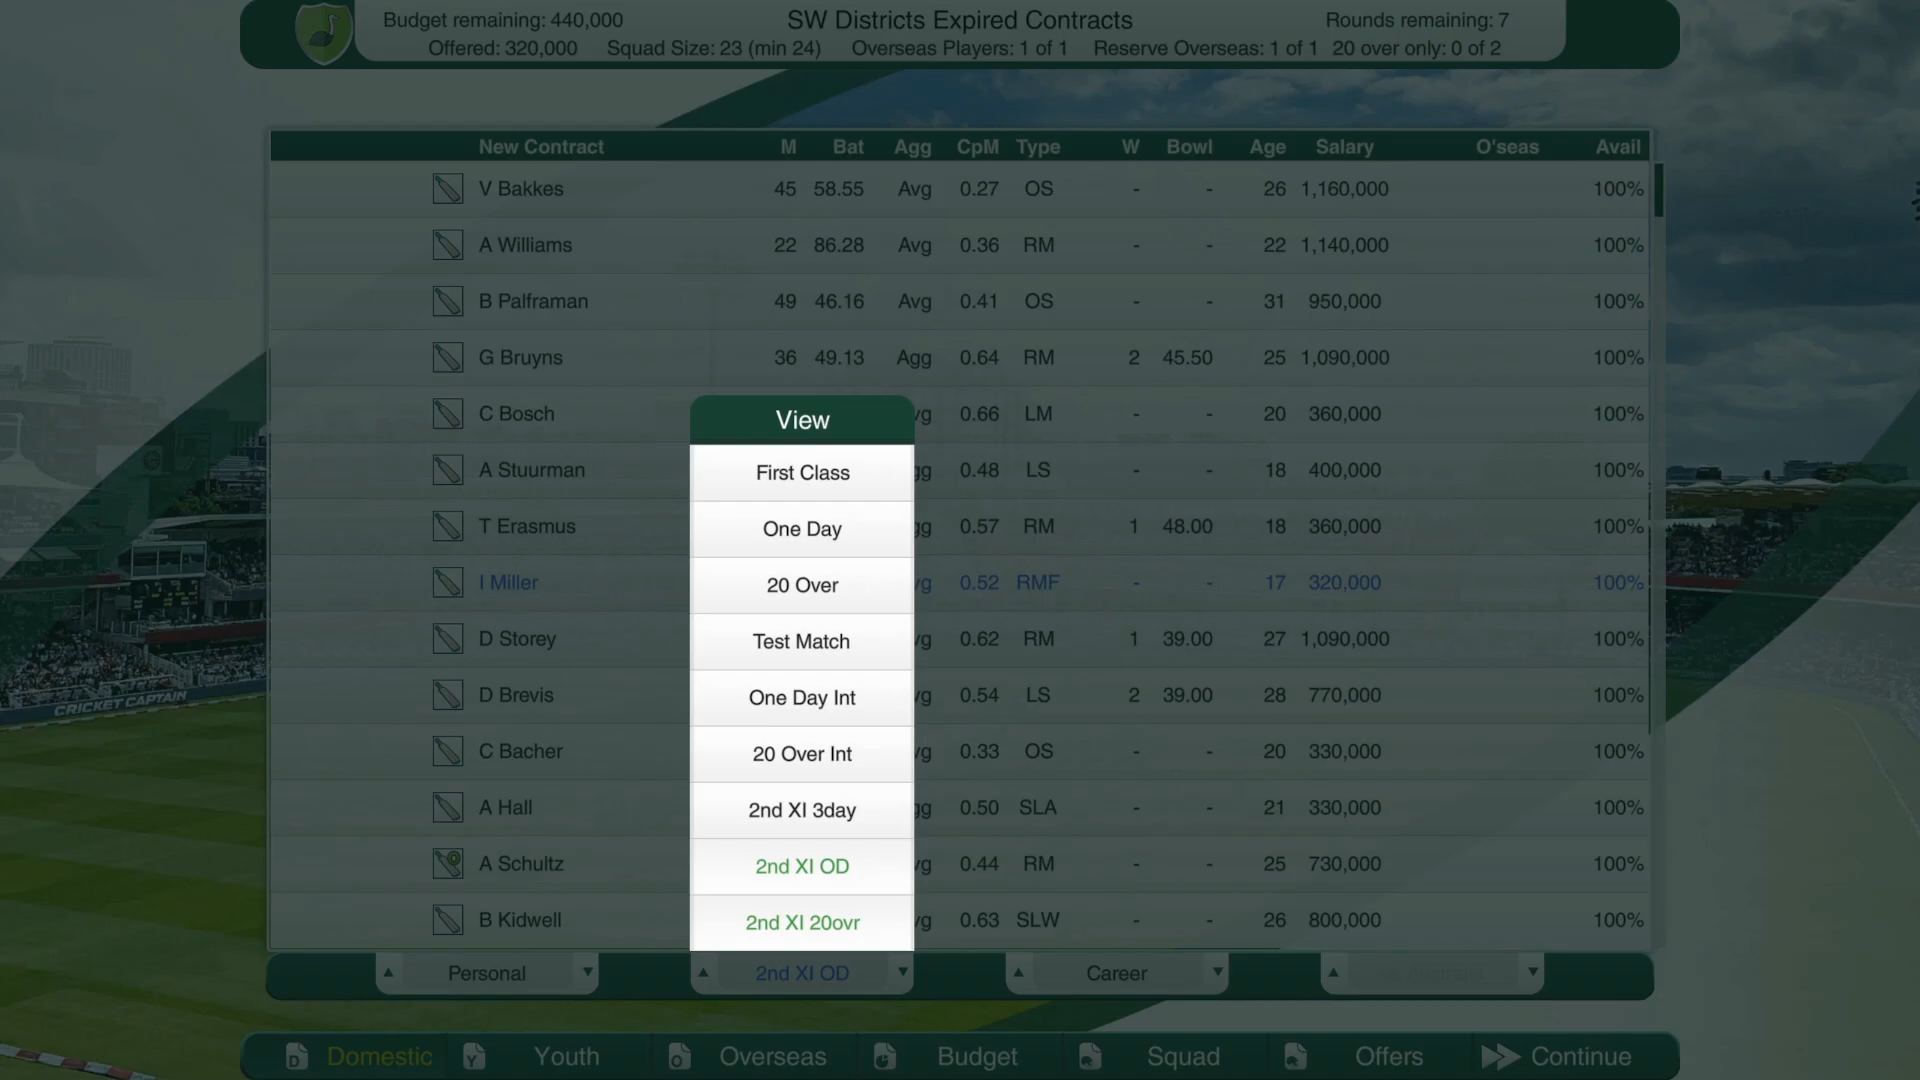 Budget remaining: 440,000 SW Districts Expired Contracts Rounds remaining: 7
Offered: 320,000 Squad Size: 23 (min 24) Overseas Players: 1 of 1 Reserve Overseas: 1 of 1 20 over only: 0 of 2
New Contract M Bat Agg CpM Type W Bowl Age Salary O'seas Avail
V Bakkes 45 58.55 Avg 0.27 OS - - 26 1,160,000 100%
A Williams 22 86.28 Avg 0.36 RM - - 22 1,140,000 100%
B Palframan 49 46.16 Avg 0.41 OS - - 31 950,000 100%
G Bruyns 36 49.13 Agg 0.64 RM 2 45.50 25 1,090,000 100%
C Bosch vg 0.66 LM - - 20 360,000 100%
View
A Stuurman gg 0.48 LS - - 18 400,000 100%
First Class
T Erasmus gg 0.57 RM 1 48.00 18 360,000 100%
One Day
I Miller vg 0.52 RMF - - 17 320,000 100%
20 Over
D Storey vg 0.62 RM 1 39.00 27 1,090,000 100%
Test Match
D Brevis vg 0.54 LS 2 39.00 28 770,000 100%
One Day Int
C Bacher vg 0.33 OS - - 20 330,000 100%
20 Over Int
A Hall gg 0.50 SLA - - 21 330,000 100%
2nd XI 3day
A Schultz vg 0.44 RM - - 25 730,000 100%
2nd XI OD
B Kidwell vg 0.63 SLW - - 26 800,000 100%
2nd XI 20ovr
Personal 2nd XI OD Career
CRICKET CAPTAIN
D Domestic Y Youth O Overseas Budget Squad Offers Continue